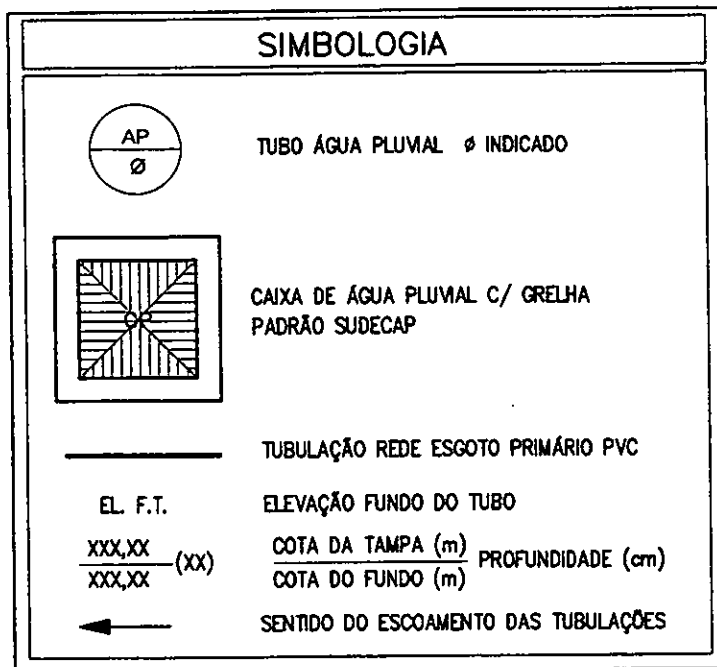 SIMBOLOGIA
AP
Ø
TUBO ÁGUA PLUVIAL Ø INDICADO
CAIXA DE ÁGUA PLUVIAL C/ GRELHA
PADRÃO SUDECAP
TUBULAÇÃO REDE ESGOTO PRIMÁRIO PVC
EL. F.T. ELEVAÇÃO FUNDO DO TUBO
XXX,XX
XXX,XX
(XX)
COTA DA TAMPA (m)
COTA DO FUNDO (m)
PROFUNDIDADE (cm)
SENTIDO DO ESCOAMENTO DAS TUBULAÇÕES